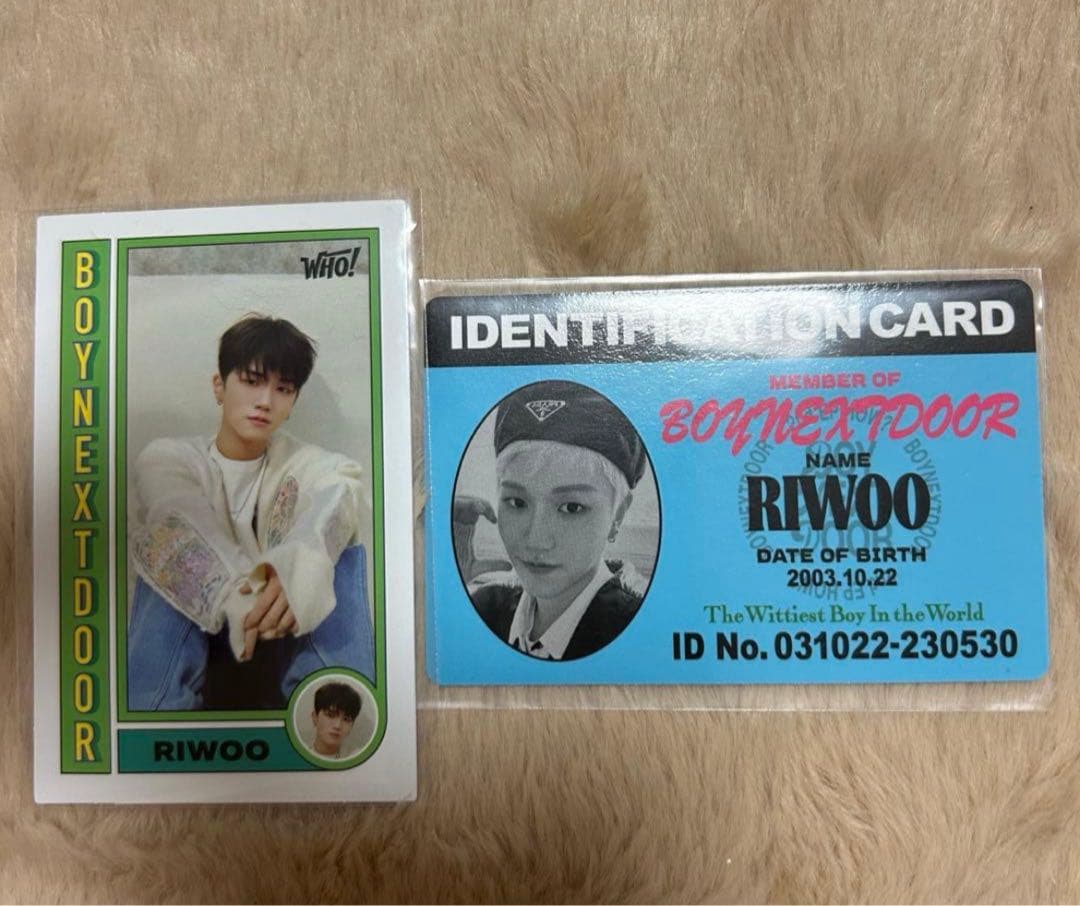 BOYNEXTDOOR
WHO!
RIWOO
IDENTIFICATION CARD
MEMBER OF
BOYNEXTDOOR
NAME
RIWOO
DATE OF BIRTH
2003.10.22
The Wittiest Boy In the World
ID No. 031022-230530